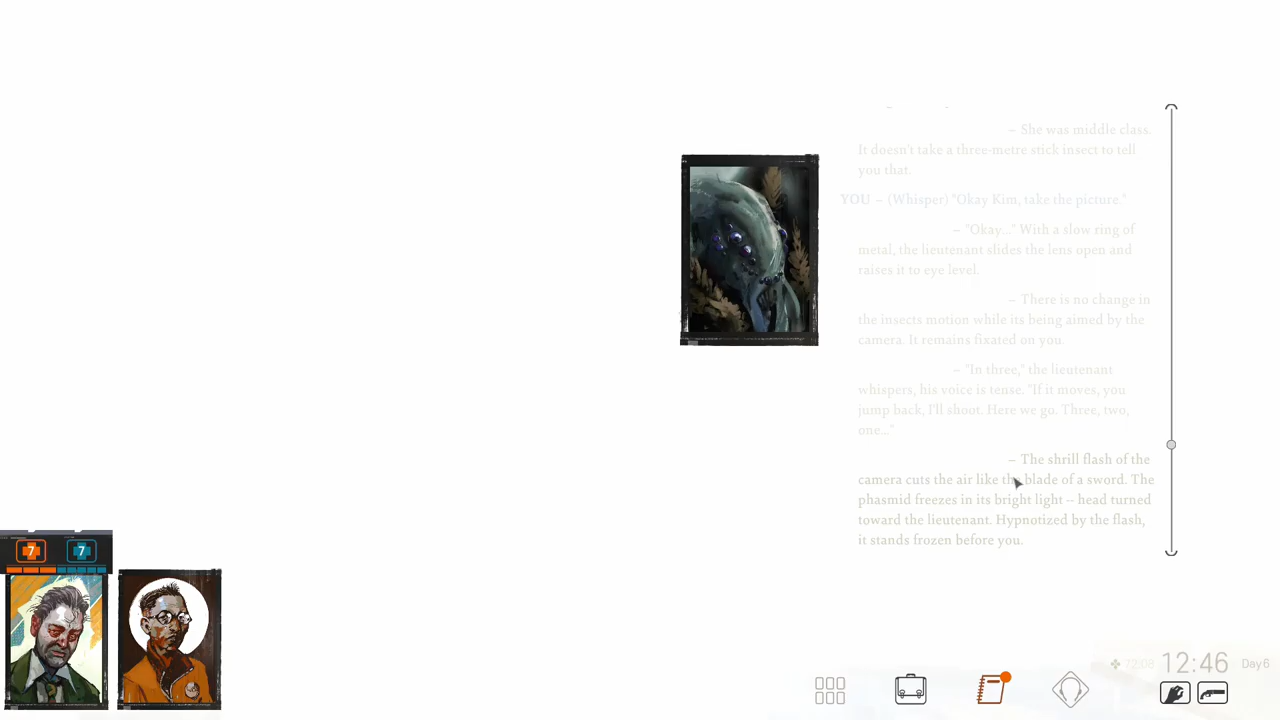 – She was middle class.
It doesn't take a three-metre stick insect to tell
you that.
YOU – (Whisper) "Okay Kim, take the picture."
– "Okay..." With a slow ring of
metal, the lieutenant slides the lens open and
raises it to eye level.
– There is no change in
the insects motion while its being aimed by the
camera. It remains fixated on you.
– "In three," the lieutenant
whispers, his voice is tense. "If it moves, you
jump back, I'll shoot. Here we go. Three, two,
one..."
– The shrill flash of the
camera cuts the air like the blade of a sword. The
phasmid freezes in its bright light – head turned
toward the lieutenant. Hypnotized by the flash,
it stands frozen before you.
7 7
12:46 Day 6